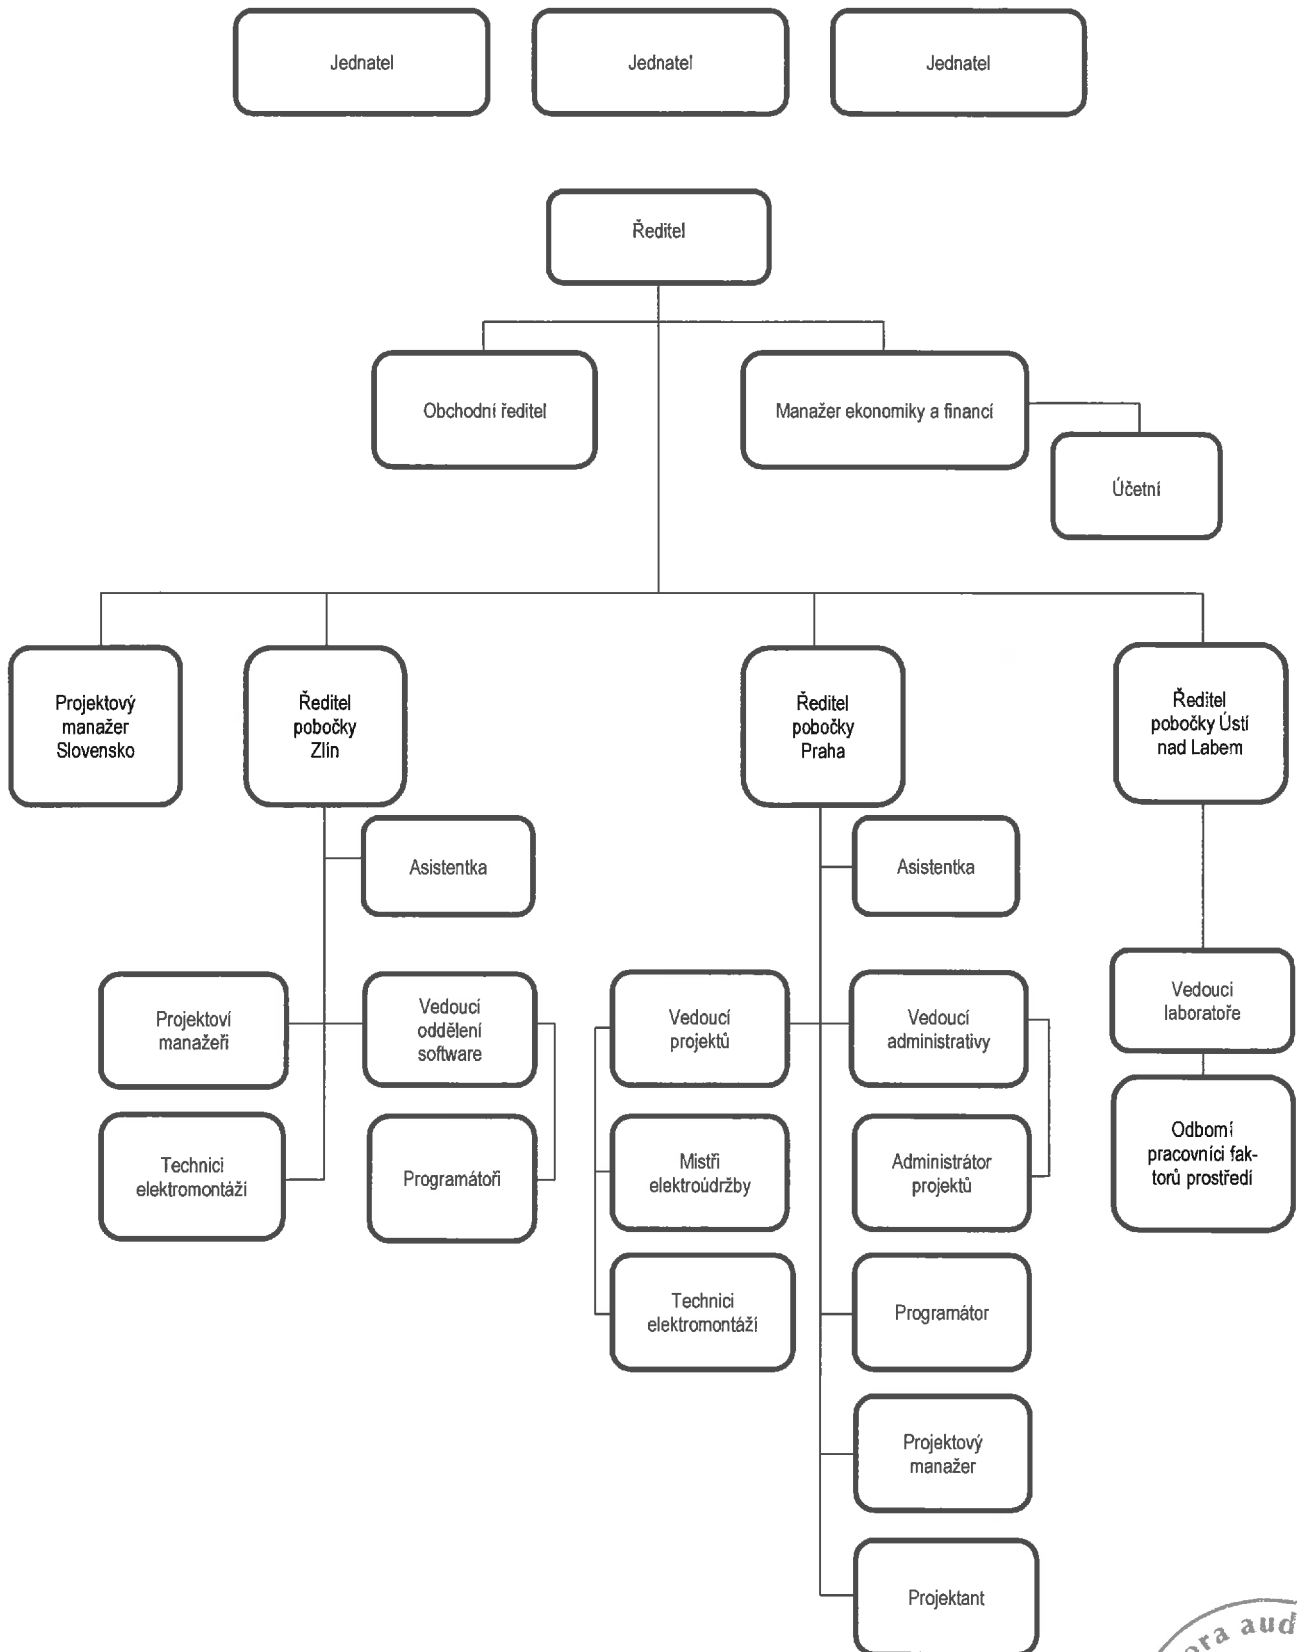 Jednatel
Jednatel
Jednatel
Ředitel
Obchodní ředitel
Manažer ekonomiky a financí
Účetní
Projektový
manažer
Slovensko
Ředitel
pobočky
Zlín
Ředitel
pobočky
Praha
Ředitel
pobočky Ústí
nad Labem
Asistentka
Asistentka
Projektoví
manažeři
Vedoucí
oddělení
software
Vedoucí
projektů
Vedoucí
administrativy
Vedoucí
laboratoře
Technici
elektromontáží
Programátoři
Mistři
elektroúdržby
Administrátor
projektů
Odborní
pracovníci fak-
torů prostředí
Technici
elektromontáží
Programátor
Projektový
manažer
Projektant